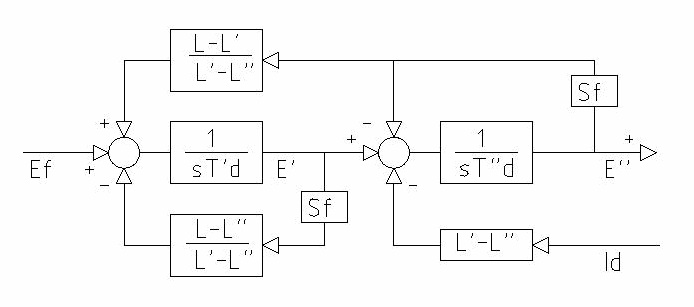 L-L'
L'-L"
Sf
+
-
1
sT'd
+
1
sT"d
+
Ef
+
E'
-
-
E"
Sf
L-L"
L'-L"
L'-L"
Id